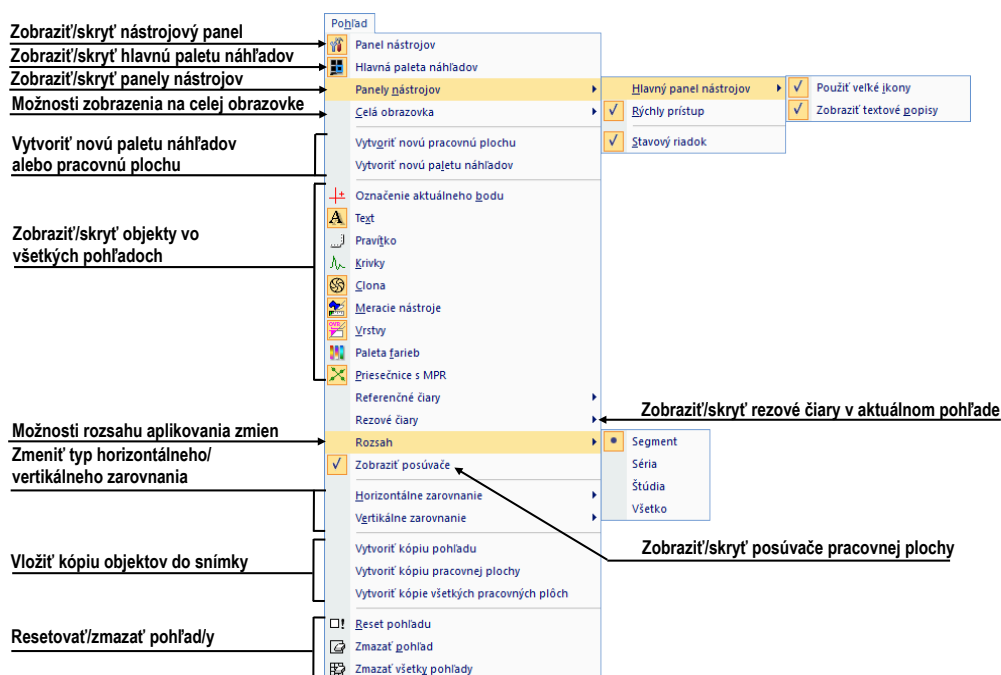 Pohľad
Zobraziť/skryť nástrojový panel
Panel nástrojov
Zobraziť/skryť hlavnú paletu náhľadov
Hlavná paleta náhľadov
Zobraziť/skryť panely nástrojov
Panely nástrojov
Hlavný panel nástrojov
Použiť veľké ikony
Možnosti zobrazenia na celej obrazovke
Celá obrazovka
Rýchly prístup
Zobraziť textové popisy
Vytvoriť novú paletu náhľadov
alebo pracovnú plochu
Vytvoriť novú pracovnú plochu
Stavový riadok
Vytvoriť novú paletu náhľadov
Označenie aktuálneho bodu
Text
Zobraziť/skryť objekty vo
všetkých pohľadoch
Pravítko
Krivky
Clona
Meracie nástroje
Vrstvy
Paleta farieb
Priesečnice s MPR
Referenčné čiary
Rezové čiary
Zobraziť/skryť rezové čiary v aktuálnom pohľade
Možnosti rozsahu aplikovania zmien
Rozsah
Segment
Séria
Štúdia
Všetko
Zmeniť typ horizontálneho/
vertikálneho zarovnania
Zobraziť posúvače
Horizontálne zarovnanie
Vertikálne zarovnanie
Zobraziť/skryť posúvače pracovnej plochy
Vložiť kópiu objektov do snímky
Vytvoriť kópiu pohľadu
Vytvoriť kópiu pracovnej plochy
Vytvoriť kópie všetkých pracovných plôch
Resetovať/zmazať pohľad/y
Reset pohľadu
Zmazať pohľad
Zmazať všetky pohľady